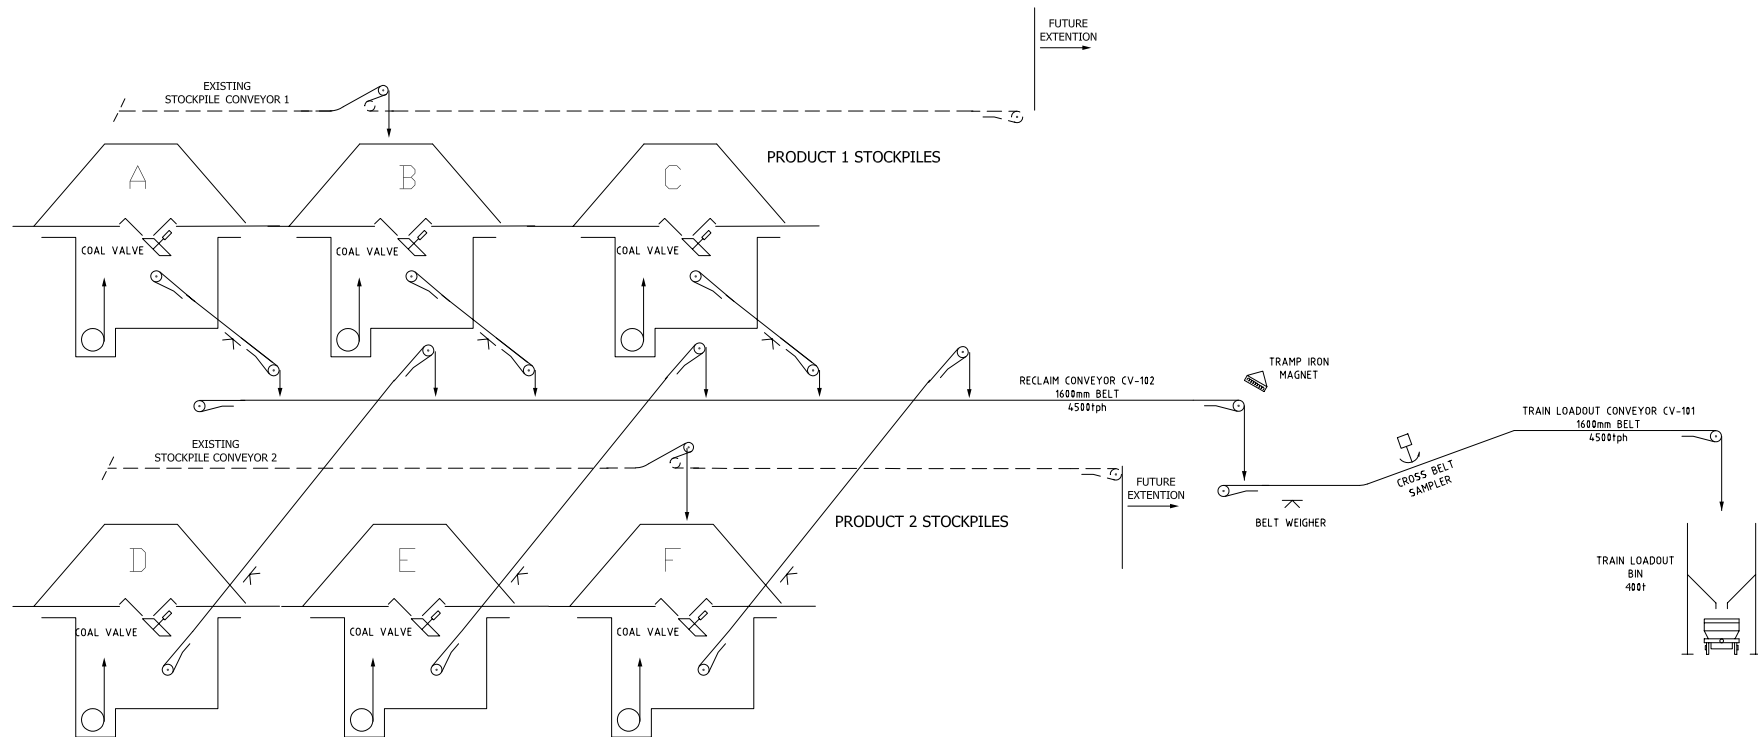 FUTURE
EXTENTION
EXISTING
STOCKPILE CONVEYOR 1
PRODUCT 1 STOCKPILES
A
B
C
COAL VALVE
COAL VALVE
COAL VALVE
TRAMP IRON
MAGNET
RECLAIM CONVEYOR CV-102
1600mm BELT
4500tph
TRAIN LOADOUT CONVEYOR CV-101
1600mm BELT
4500tph
EXISTING
STOCKPILE CONVEYOR 2
CROSS BELT
SAMPLER
FUTURE
EXTENTION
BELT WEIGHER
PRODUCT 2 STOCKPILES
D
E
F
TRAIN LOADOUT
BIN
400t
COAL VALVE
COAL VALVE
COAL VALVE